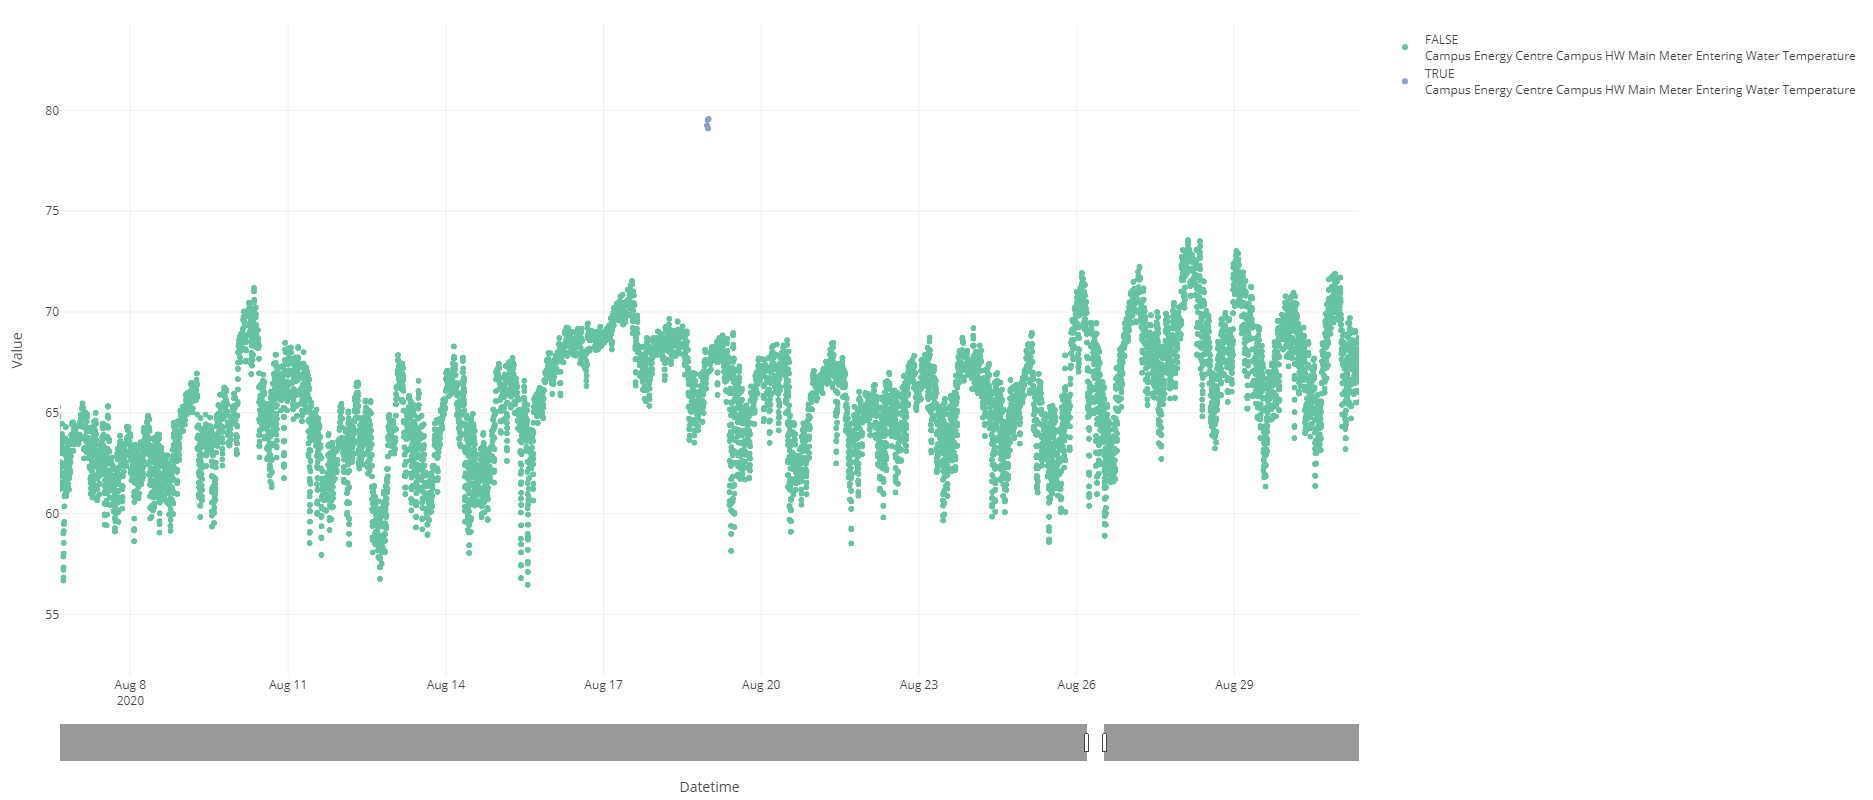 FALSE
Campus Energy Centre Campus HW Main Meter Entering Water Temperature
TRUE
Campus Energy Centre Campus HW Main Meter Entering Water Temperature
80
75
70
65
60
55
Value
Aug 8 Aug 11 Aug 14 Aug 17 Aug 20 Aug 23 Aug 26 Aug 29
2020
Datetime